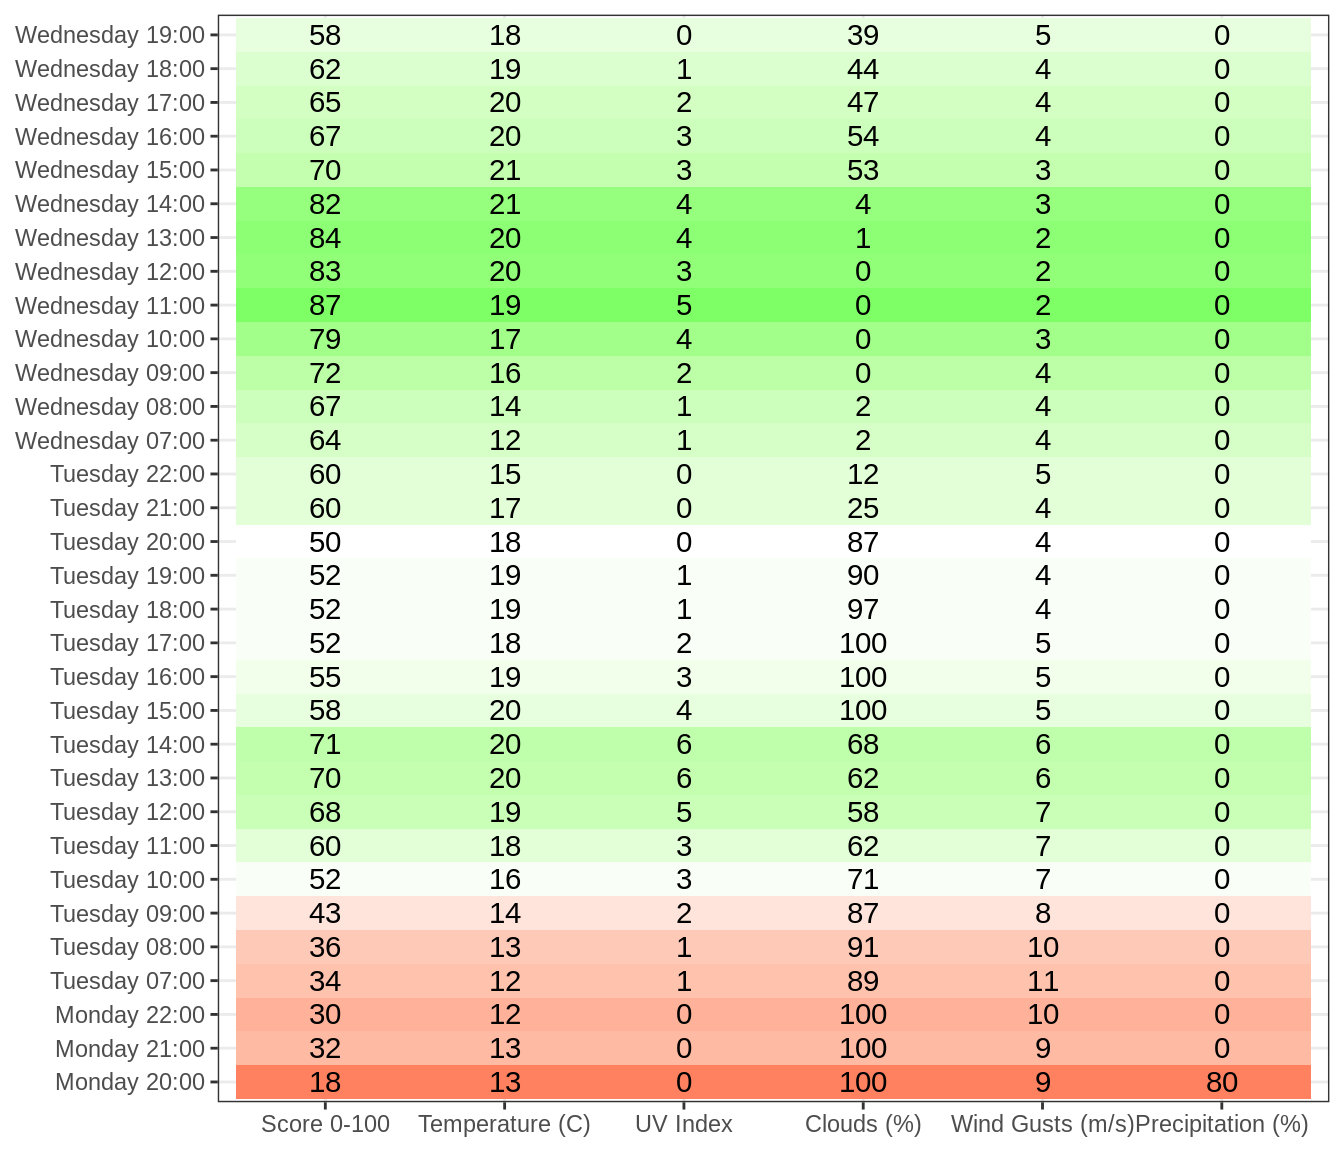 Wednesday 19:00 58 18 0 39 5 0
Wednesday 18:00 62 19 1 44 4 0
Wednesday 17:00 65 20 2 47 4 0
Wednesday 16:00 67 20 3 54 4 0
Wednesday 15:00 70 21 3 53 3 0
Wednesday 14:00 82 21 4 4 3 0
Wednesday 13:00 84 20 4 1 2 0
Wednesday 12:00 83 20 3 0 2 0
Wednesday 11:00 87 19 5 0 2 0
Wednesday 10:00 79 17 4 0 3 0
Wednesday 09:00 72 16 2 0 4 0
Wednesday 08:00 67 14 1 2 4 0
Wednesday 07:00 64 12 1 2 4 0
Tuesday 22:00 60 15 0 12 5 0
Tuesday 21:00 60 17 0 25 4 0
Tuesday 20:00 50 18 0 87 4 0
Tuesday 19:00 52 19 1 90 4 0
Tuesday 18:00 52 19 1 97 4 0
Tuesday 17:00 52 18 2 100 5 0
Tuesday 16:00 55 19 3 100 5 0
Tuesday 15:00 58 20 4 100 5 0
Tuesday 14:00 71 20 6 68 6 0
Tuesday 13:00 70 20 6 62 6 0
Tuesday 12:00 68 19 5 58 7 0
Tuesday 11:00 60 18 3 62 7 0
Tuesday 10:00 52 16 3 71 7 0
Tuesday 09:00 43 14 2 87 8 0
Tuesday 08:00 36 13 1 91 10 0
Tuesday 07:00 34 12 1 89 11 0
Monday 22:00 30 12 0 100 10 0
Monday 21:00 32 13 0 100 9 0
Monday 20:00 18 13 0 100 9 80
Score 0-100 Temperature (C) UV Index Clouds (%) Wind Gusts (m/s) Precipitation (%)